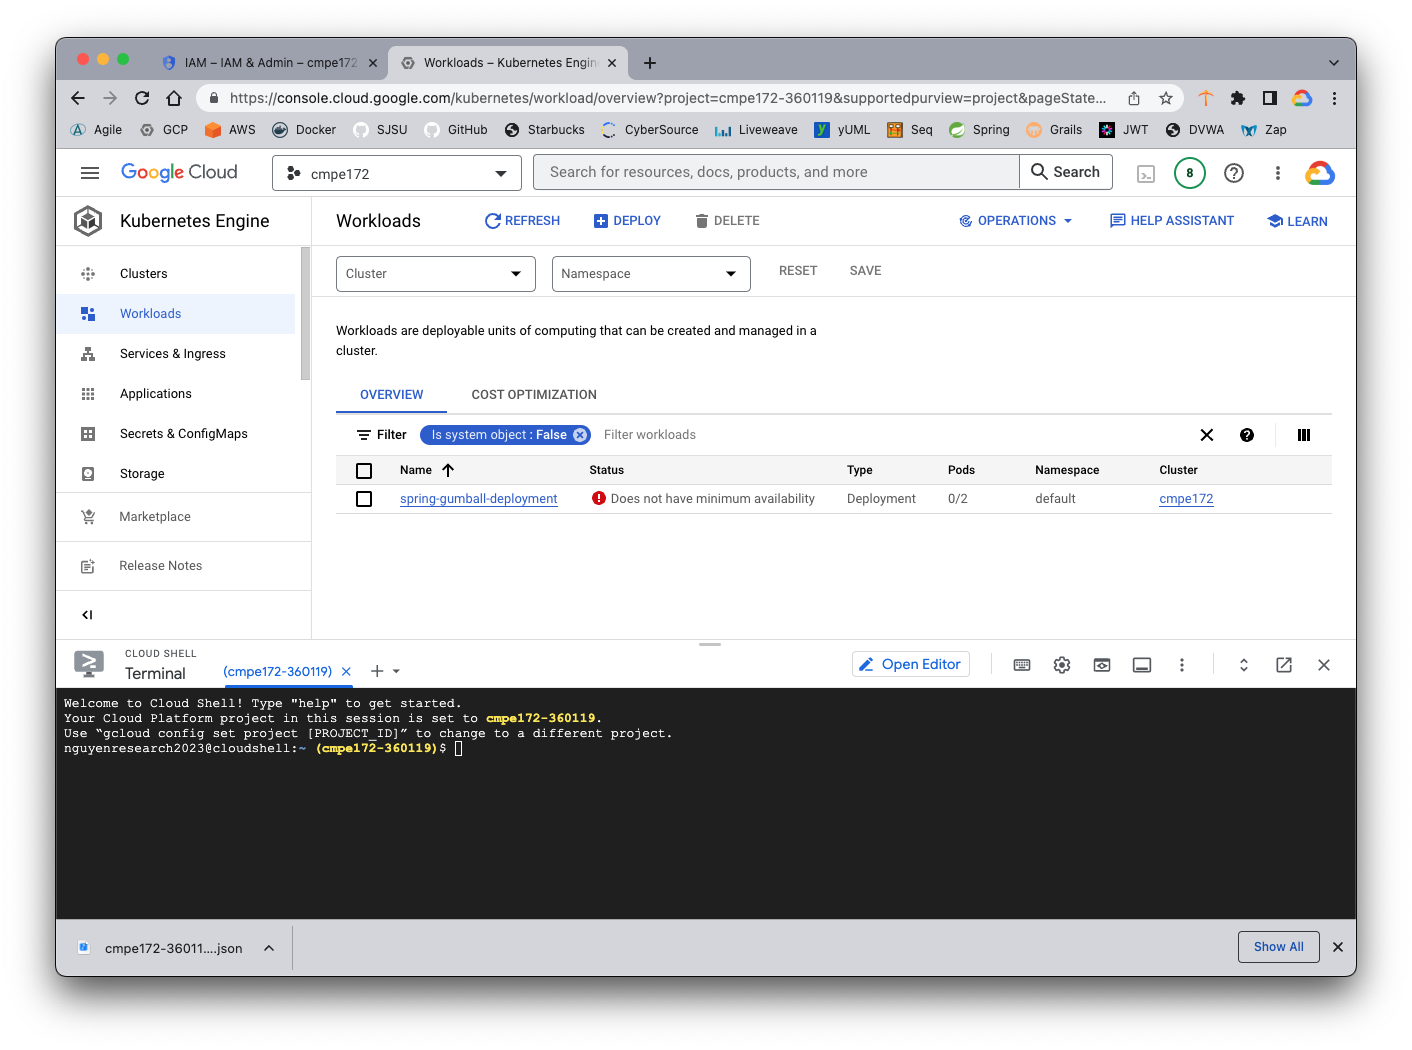 IAM – IAM & Admin – cmpe172
Workloads – Kubernetes Engin
https://console.cloud.google.com/kubernetes/workload/overview?project=cmpe172-360119&supportedpurview=project&pageState...
Agile GCP AWS Docker SJSU GitHub Starbucks CyberSource Liveweave yUML Seq Spring Grails JWT DVWA Zap
Google Cloud
cmpe172
Search for resources, docs, products, and more
Search
8
Kubernetes Engine
Workloads
REFRESH
DEPLOY
DELETE
OPERATIONS
HELP ASSISTANT
LEARN
Clusters
Workloads
Services & Ingress
Applications
Secrets & ConfigMaps
Storage
Marketplace
Release Notes
Cluster
Namespace
RESET
SAVE
Workloads are deployable units of computing that can be created and managed in a
cluster.
OVERVIEW
COST OPTIMIZATION
Filter
Is system object : False
Filter workloads
Name Status Type Pods Namespace Cluster
spring-gumball-deployment Does not have minimum availability Deployment 0/2 default cmpe172
CLOUD SHELL
Terminal
(cmpe172-360119)
Open Editor
Welcome to Cloud Shell! Type "help" to get started.
Your Cloud Platform project in this session is set to cmpe172-360119.
Use “gcloud config set project [PROJECT_ID]” to change to a different project.
nguyenresearch2023@cloudshell:~ (cmpe172-360119)$
cmpe172-36011....json
Show All